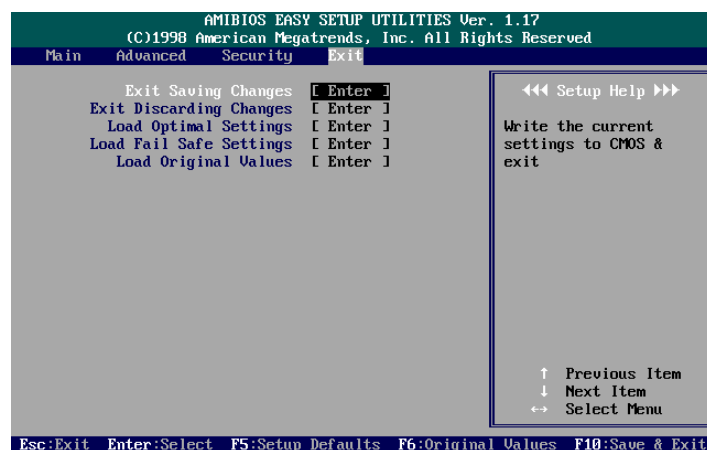 AMIBIOS EASY SETUP UTILITIES Ver. 1.17
(C)1998 American Megatrends, Inc. All Rights Reserved
Main Advanced Security Exit
Exit Saving Changes [ Enter ]
Exit Discarding Changes [ Enter ]
Load Optimal Settings [ Enter ]
Load Fail Safe Settings [ Enter ]
Load Original Values [ Enter ]
Setup Help
Write the current
settings to CMOS &
exit
↑ Previous Item
↓ Next Item
↔ Select Menu
Esc:Exit Enter:Select F5:Setup Defaults F6:Original Values F10:Save & Exit